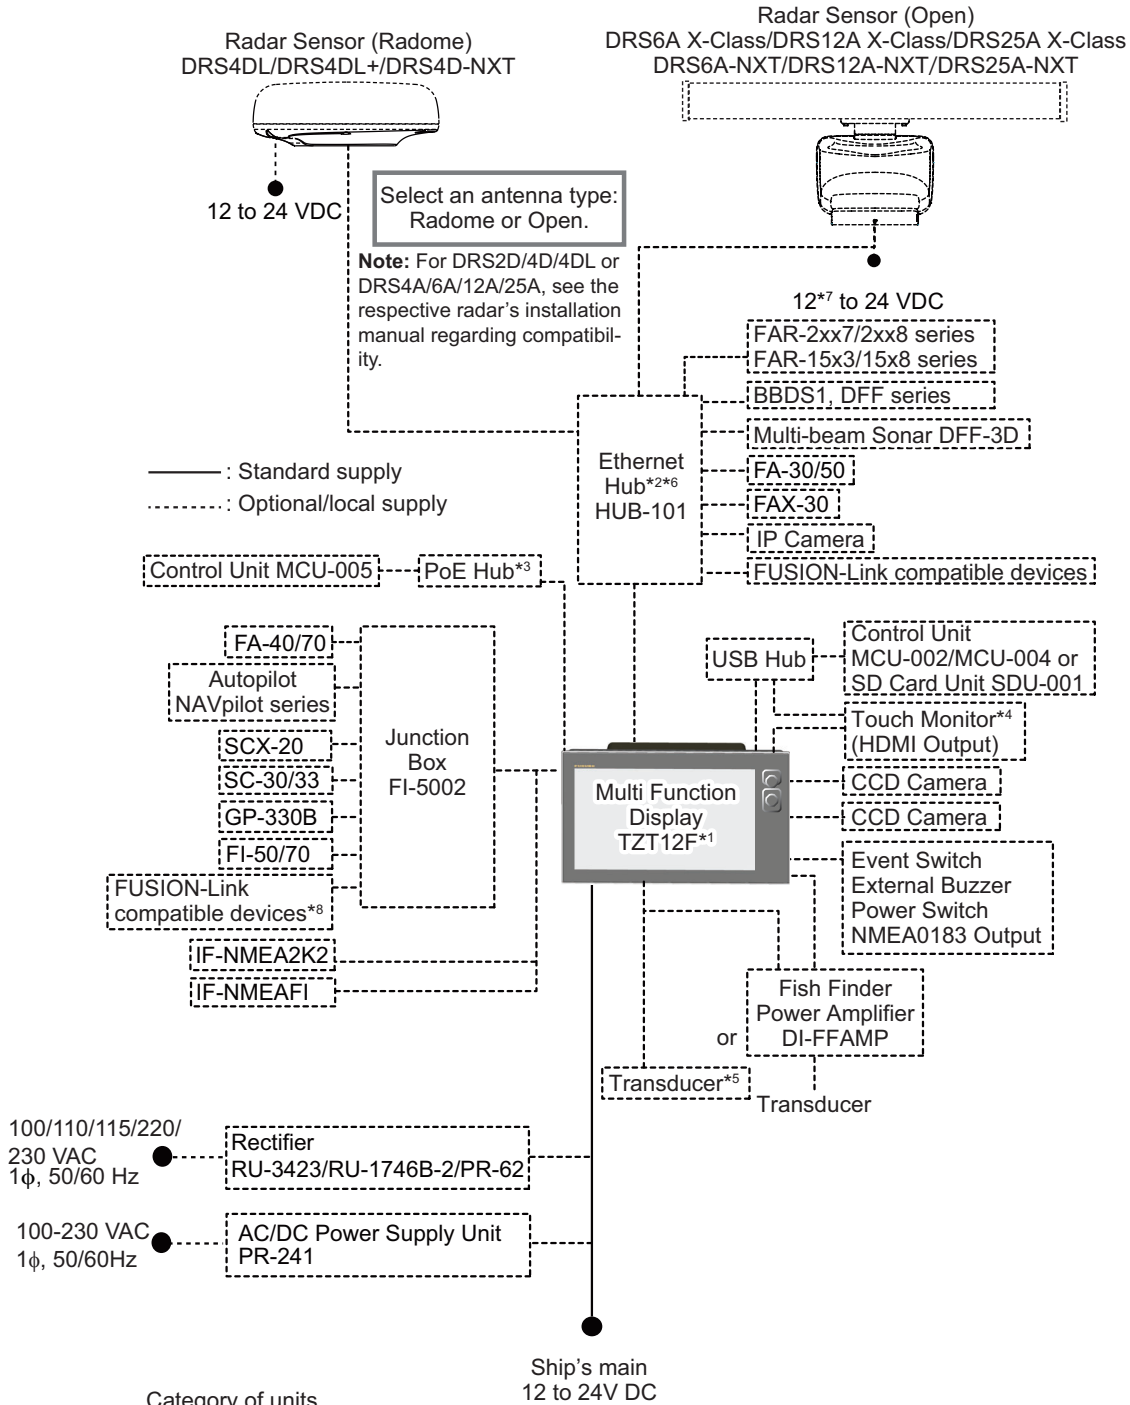 Radar Sensor (Radome)
DRS4DL/DRS4DL+/DRS4D-NXT
Radar Sensor (Open)
DRS6A X-Class/DRS12A X-Class/DRS25A X-Class
DRS6A-NXT/DRS12A-NXT/DRS25A-NXT
12 to 24 VDC
Select an antenna type:
Radome or Open.
Note: For DRS2D/4D/4DL or
DRS4A/6A/12A/25A, see the
respective radar's installation
manual regarding compatibil-
ity.
12*7 to 24 VDC
FAR-2xx7/2xx8 series
FAR-15x3/15x8 series
BBDS1, DFF series
Multi-beam Sonar DFF-3D
FA-30/50
FAX-30
IP Camera
FUSION-Link compatible devices
Ethernet
Hub*2*6
HUB-101
: Standard supply
: Optional/local supply
Control Unit MCU-005
PoE Hub*3
FA-40/70
Autopilot
NAVpilot series
SCX-20
SC-30/33
GP-330B
FI-50/70
FUSION-Link
compatible devices*8
IF-NMEA2K2
IF-NMEAFI
Junction
Box
FI-5002
USB Hub
Control Unit
MCU-002/MCU-004 or
SD Card Unit SDU-001
Touch Monitor*4
(HDMI Output)
CCD Camera
CCD Camera
FURUNO
Multi Function
Display
TZT12F*1
Event Switch
External Buzzer
Power Switch
NMEA0183 Output
Fish Finder
Power Amplifier
DI-FFAMP
or
Transducer*5
Transducer
100/110/115/220/
230 VAC
1ϕ, 50/60 Hz
Rectifier
RU-3423/RU-1746B-2/PR-62
100-230 VAC
1ϕ, 50/60Hz
AC/DC Power Supply Unit
PR-241
Ship's main
12 to 24V DC
Category of units